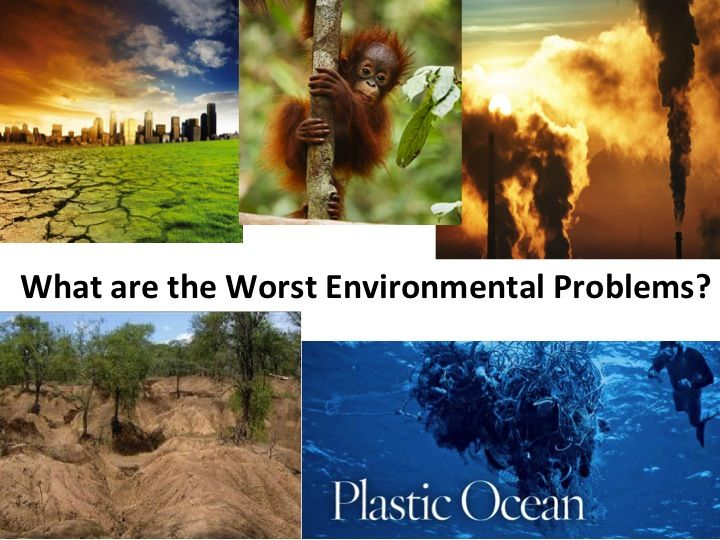 What are the Worst Environmental Problems?
Plastic Ocean